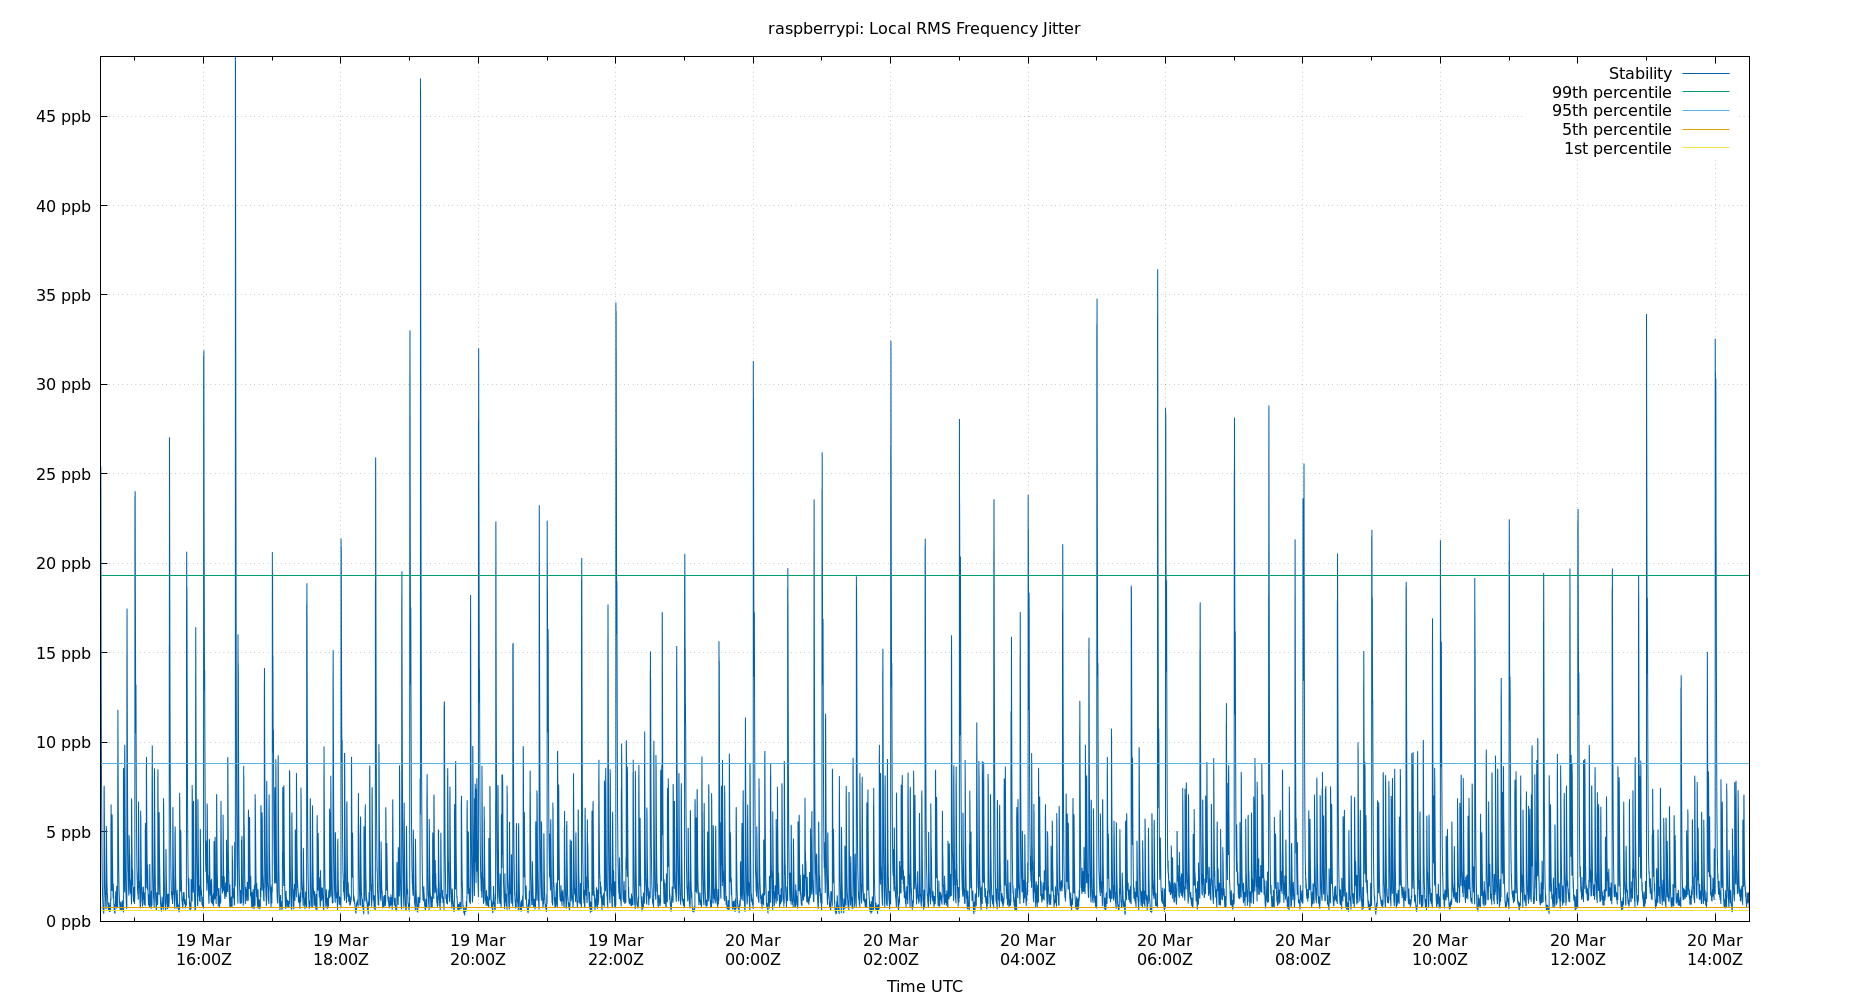 raspberrypi: Local RMS Frequency Jitter
Stability
99th percentile
95th percentile
5th percentile
1st percentile
45 ppb
40 ppb
35 ppb
30 ppb
25 ppb
20 ppb
15 ppb
10 ppb
5 ppb
0 ppb
19 Mar 16:00Z
19 Mar 18:00Z
19 Mar 20:00Z
19 Mar 22:00Z
20 Mar 00:00Z
20 Mar 02:00Z
20 Mar 04:00Z
20 Mar 06:00Z
20 Mar 08:00Z
20 Mar 10:00Z
20 Mar 12:00Z
20 Mar 14:00Z
Time UTC